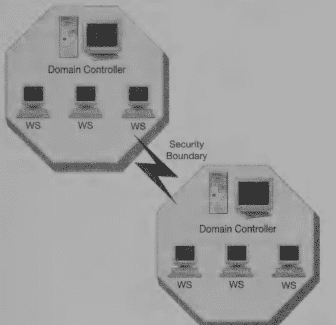 Domain Controller
WS WS WS
Security
Boundary
Domain Controller
WS WS WS